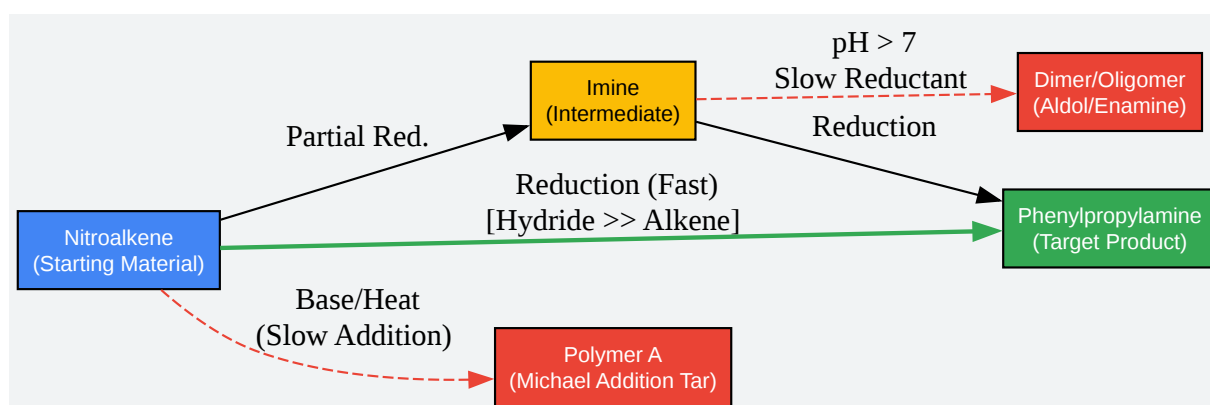 pH > 7
Slow Reductant
Imine
(Intermediate)
Dimer/Oligomer
(Aldol/Enamine)
Partial Red.
Reduction
Reduction (Fast)
[Hydride >> Alkene]
Nitroalkene
(Starting Material)
Phenylpropylamine
(Target Product)
Base/Heat
(Slow Addition)
Polymer A
(Michael Addition Tar)